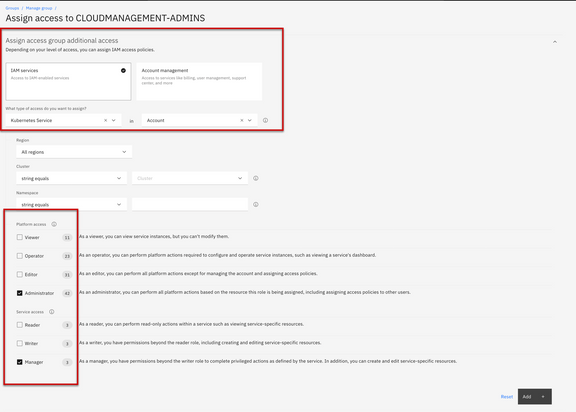 Groups / Manage group /
Assign access to CLOUDMANAGEMENT-ADMINS
Assign access group additional access
Depending on your level of access, you can assign IAM access policies.
IAM services
Access to IAM enabled services
Account management
Access to services like billing, user management, support
center, and more.
What type of access do you want to assign?
Kubernetes Service
in
Account
Region
All regions
Cluster
string equals
Cluster
Namespace
string equals
Platform access
Viewer 11 As a viewer, you can view service instances, but you can't modify them.
Operator 23 As an operator, you can perform platform actions required to configure and operate service instances, such as viewing a service's dashboard.
Editor 31 As an editor, you can perform all platform actions except for managing the account and assigning access policies.
Administrator 42 As an administrator, you can perform all platform actions based on the resource this role is being assigned, including assigning access policies to other users.
Service access
Reader 3 As a reader, you can perform read-only actions within a service such as viewing service-specific resources.
Writer 3 As a writer, you have permissions beyond the reader role, including creating and editing service-specific resources.
Manager 3 As a manager, you have permissions beyond the writer role to complete privileged actions as defined by the service. In addition, you can create and edit service-specific resources.
Reset
Add +